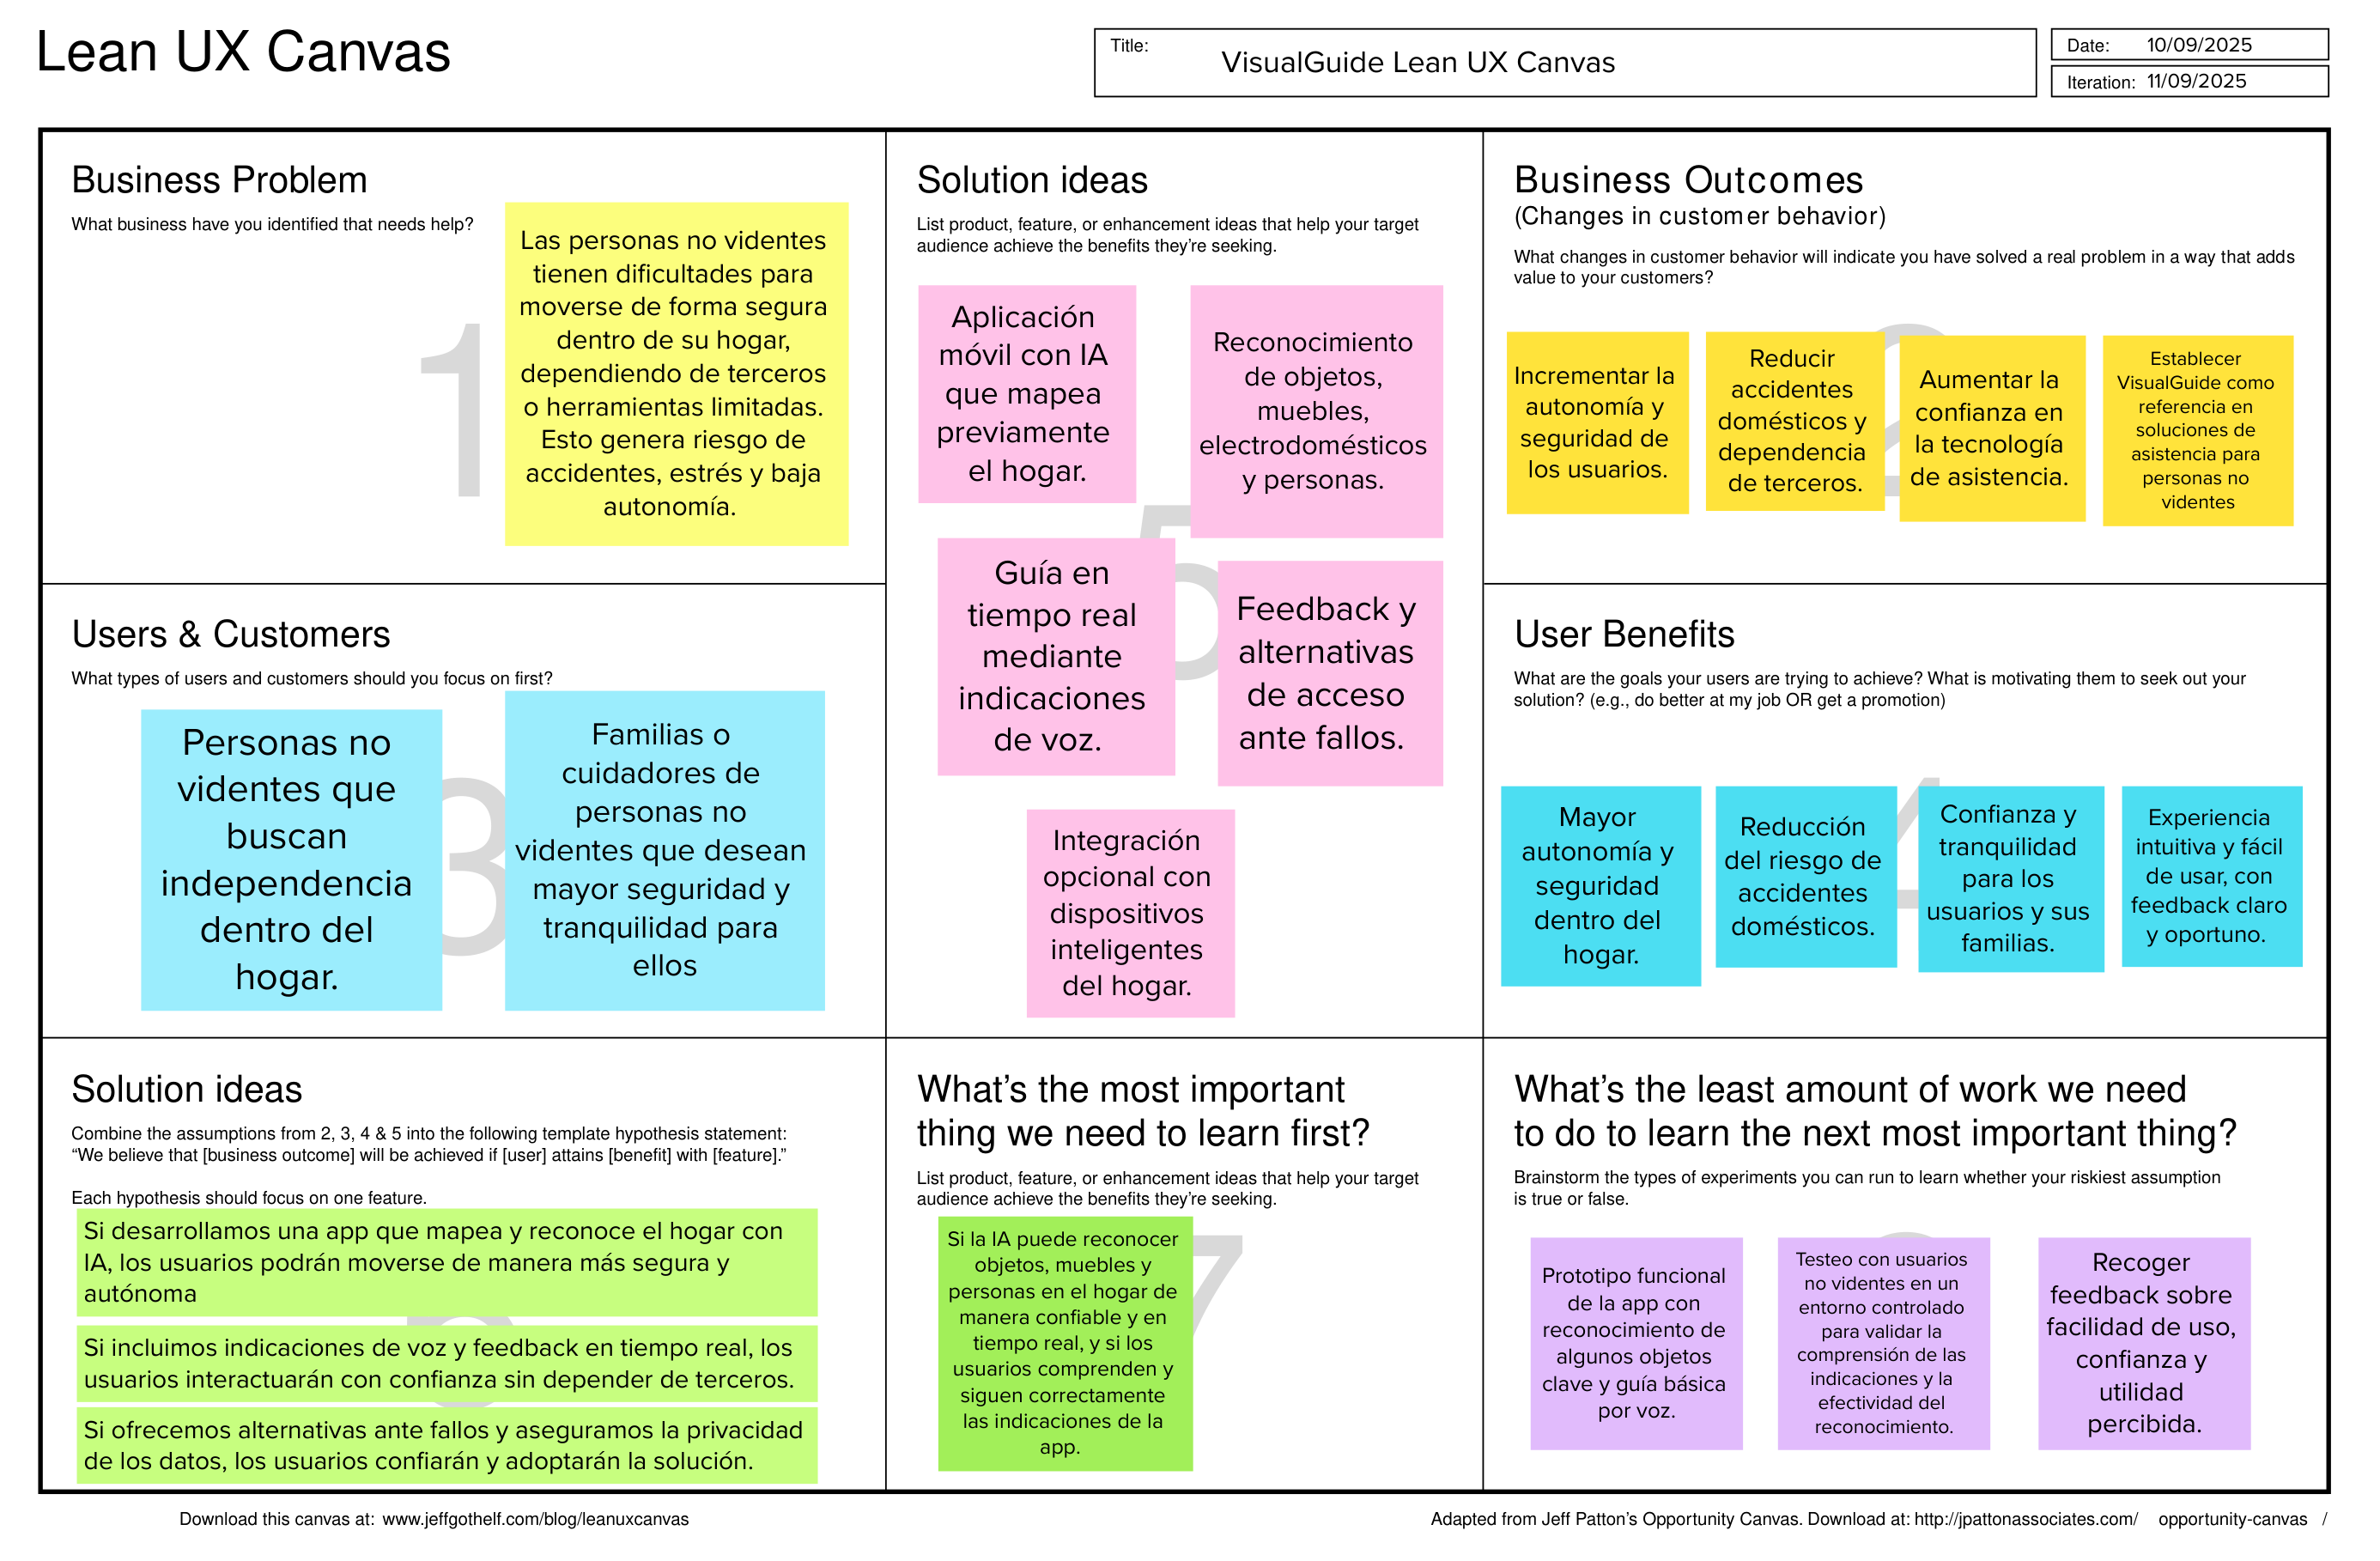 Lean UX Canvas
Title:
VisualGuide Lean UX Canvas
Date:
10/09/2025
Iteration:
11/09/2025
Business Problem
What business have you identified that needs help?
1
Las personas no videntes
tienen dificultades para
moverse de forma segura
dentro de su hogar,
dependiendo de terceros
o herramientas limitadas.
Esto genera riesgo de
accidentes, estrés y baja
autonomía.
Solution ideas
List product, feature, or enhancement ideas that help your target
audience achieve the benefits they’re seeking.
Aplicación
móvil con IA
que mapea
previamente
el hogar.
Reconocimiento
de objetos,
muebles,
electrodomésticos
y personas.
5
Guía en
tiempo real
mediante
indicaciones
de voz.
Feedback y
alternativas
de acceso
ante fallos.
Integración
opcional con
dispositivos
inteligentes
del hogar.
Business Outcomes
(Changes in customer behavior)
What changes in customer behavior will indicate you have solved a real problem in a way that adds
value to your customers?
2
Incrementar la
autonomía y
seguridad de
los usuarios.
Reducir
accidentes
domésticos y
dependencia
de terceros.
Aumentar la
confianza en
la tecnología
de asistencia.
Establecer
VisualGuide como
referencia en
soluciones de
asistencia para
personas no
videntes
Users & Customers
What types of users and customers should you focus on first?
3
Personas no
videntes que
buscan
independencia
dentro del
hogar.
Familias o
cuidadores de
personas no
videntes que desean
mayor seguridad y
tranquilidad para
ellos
User Benefits
What are the goals your users are trying to achieve? What is motivating them to seek out your
solution? (e.g., do better at my job OR get a promotion)
4
Mayor
autonomía y
seguridad
dentro del
hogar.
Reducción
del riesgo de
accidentes
domésticos.
Confianza y
tranquilidad
para los
usuarios y sus
familias.
Experiencia
intuitiva y fácil
de usar, con
feedback claro
y oportuno.
Solution ideas
Combine the assumptions from 2, 3, 4 & 5 into the following template hypothesis statement:
“We believe that [business outcome] will be achieved if [user] attains [benefit] with [feature].”
Each hypothesis should focus on one feature.
Si desarrollamos una app que mapea y reconoce el hogar con
IA, los usuarios podrán moverse de manera más segura y
autónoma
Si incluimos indicaciones de voz y feedback en tiempo real, los
usuarios interactuarán con confianza sin depender de terceros.
Si ofrecemos alternativas ante fallos y aseguramos la privacidad
de los datos, los usuarios confiarán y adoptarán la solución.
What’s the most important
thing we need to learn first?
List product, feature, or enhancement ideas that help your target
audience achieve the benefits they’re seeking.
7
Si la IA puede reconocer
objetos, muebles y
personas en el hogar de
manera confiable y en
tiempo real, y si los
usuarios comprenden y
siguen correctamente
las indicaciones de la
app.
What’s the least amount of work we need
to do to learn the next most important thing?
Brainstorm the types of experiments you can run to learn whether your riskiest assumption
is true or false.
Prototipo funcional
de la app con
reconocimiento de
algunos objetos
clave y guía básica
por voz.
Testeo con usuarios
no videntes en un
entorno controlado
para validar la
comprensión de las
indicaciones y la
efectividad del
reconocimiento.
Recoger
feedback sobre
facilidad de uso,
confianza y
utilidad
percibida.
Download this canvas at: www.jeffgothelf.com/blog/leanuxcanvas
Adapted from Jeff Patton’s Opportunity Canvas. Download at: http://jpattonassociates.com/ opportunity-canvas /